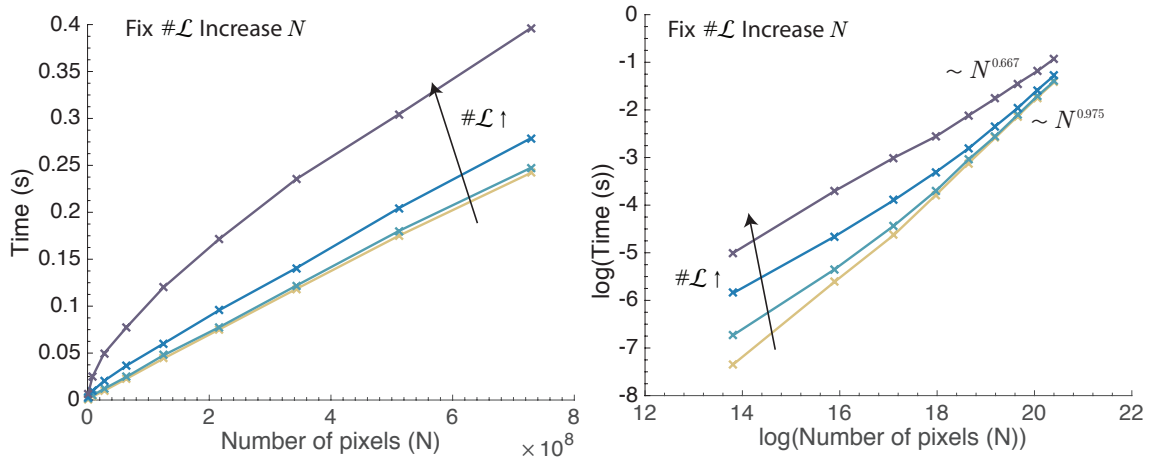 Fix #ℒ Increase N
0.4
0.35
0.3
0.25
0.2
0.15
0.1
0.05
0
Time (s)
#ℒ ↑
0 2 4 6 8
Number of pixels (N)
× 10^8
Fix #ℒ Increase N
-0
-1
-2
-3
-4
-5
-6
-7
-8
log(Time (s))
∼ N^0.667
∼ N^0.975
#ℒ ↑
12 14 16 18 20 22
log(Number of pixels (N))